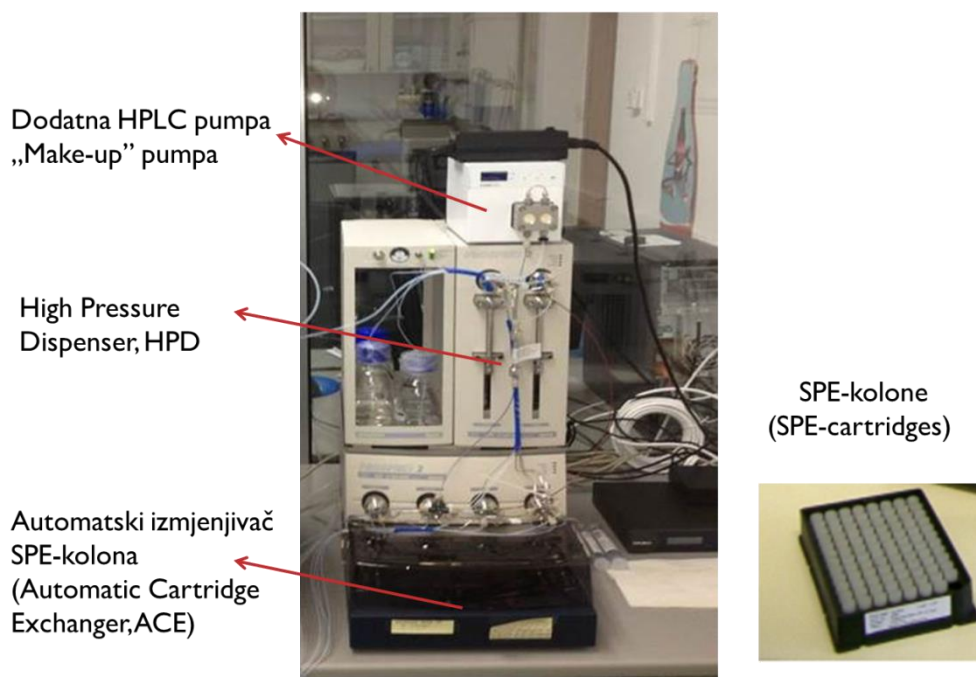 Dodatna HPLC pumpa
„Make-up” pumpa
High Pressure
Dispenser, HPD
SPE-kolone
(SPE-cartridges)
Automatski izmjenjivač
SPE-kolona
(Automatic Cartridge
Exchanger, ACE)